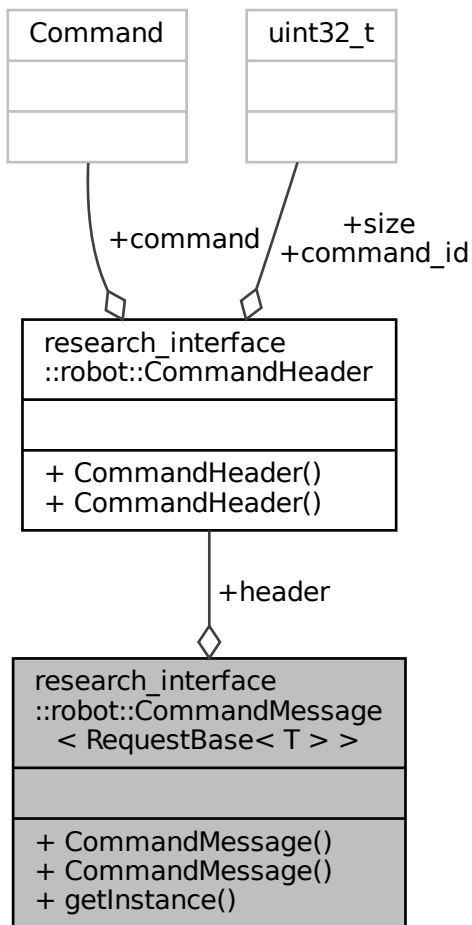 Command
uint32_t
+command
+size
+command_id
research_interface
::robot::CommandHeader
+ CommandHeader()
+ CommandHeader()
+header
research_interface
::robot::CommandMessage
< RequestBase< T > >
+ CommandMessage()
+ CommandMessage()
+ getInstance()